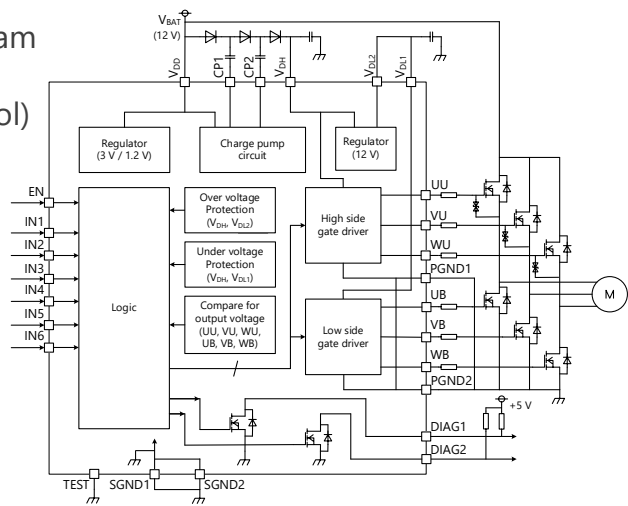 am
ol)
VBAT
(12 V)
VDD
CP1
CP2
VDH
VDL2
VDL1
Regulator
(3 V / 1.2 V)
Charge pump
circuit
Regulator
(12 V)
EN
IN1
IN2
IN3
IN4
IN5
IN6
Logic
Over voltage
Protection
(VDH, VDL2)
Under voltage
Protection
(VDH, VDL1)
Compare for
output voltage
(UU, VU, WU,
UB, VB, WB)
High side
gate driver
Low side
gate driver
UU
VU
WU
PGND1
UB
VB
WB
PGND2
M
+5 V
DIAG1
DIAG2
TEST
SGND1
SGND2